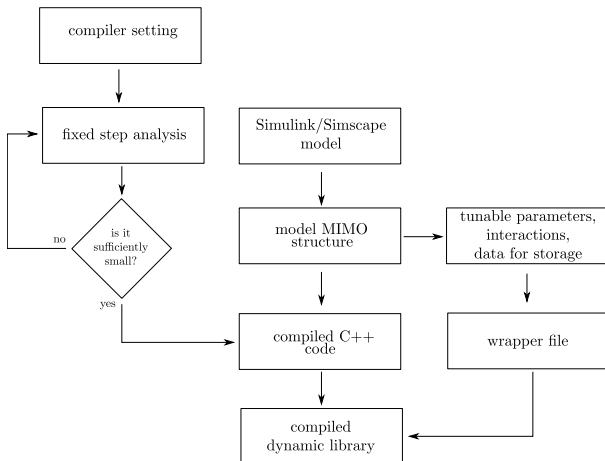 compiler setting
fixed step analysis
is it
sufficiently
small?
no
yes
Simulink/Simscape
model
model MIMO
structure
tunable parameters,
interactions,
data for storage
compiled C++
code
wrapper file
compiled
dynamic library